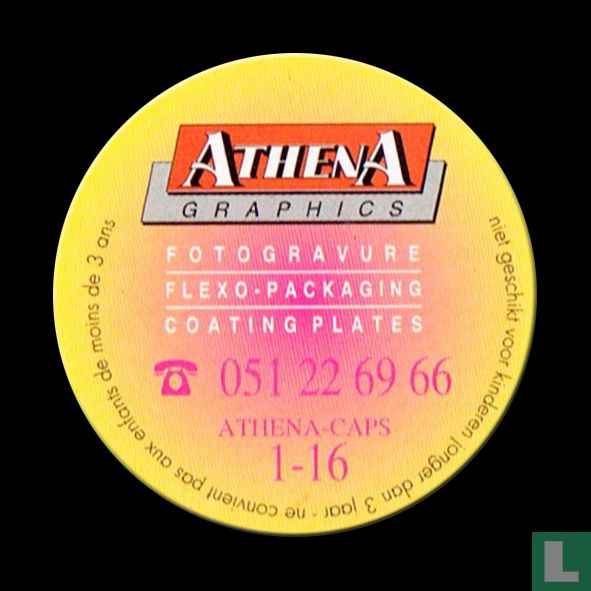 ATHENA
GRAPHICS
FOTOGRAVURE
FLEXO-PACKAGING
COATING PLATES
☎ 051 22 69 66
ATHENA-CAPS
1-16
niet geschikt voor kinderen jonger dan 3 jaar - ne convient pas aux enfants de moins de 3 ans
L